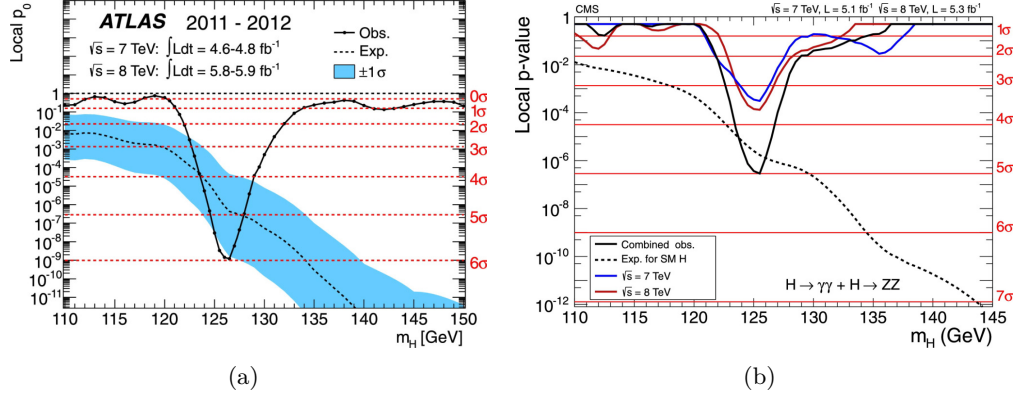 ATLAS 2011 - 2012
√s = 7 TeV: ∫Ldt = 4.6-4.8 fb⁻¹
√s = 8 TeV: ∫Ldt = 5.8-5.9 fb⁻¹
Obs.
Exp.
±1σ
Local p₀
1
10⁻¹
10⁻²
10⁻³
10⁻⁴
10⁻⁵
10⁻⁶
10⁻⁷
10⁻⁸
10⁻⁹
10⁻¹⁰
10⁻¹¹
0σ
1σ
2σ
3σ
4σ
5σ
6σ
110 115 120 125 130 135 140 145 150
m_H [GeV]
(a)
CMS √s = 7 TeV, L = 5.1 fb⁻¹ √s = 8 TeV, L = 5.3 fb⁻¹
Local p-value
1
10⁻²
10⁻⁴
10⁻⁶
10⁻⁸
10⁻¹⁰
10⁻¹²
1σ
2σ
3σ
4σ
5σ
6σ
7σ
Combined obs.
Exp. for SM H
√s = 7 TeV
√s = 8 TeV
H → γγ + H → ZZ
110 115 120 125 130 135 140 145
m_H (GeV)
(b)